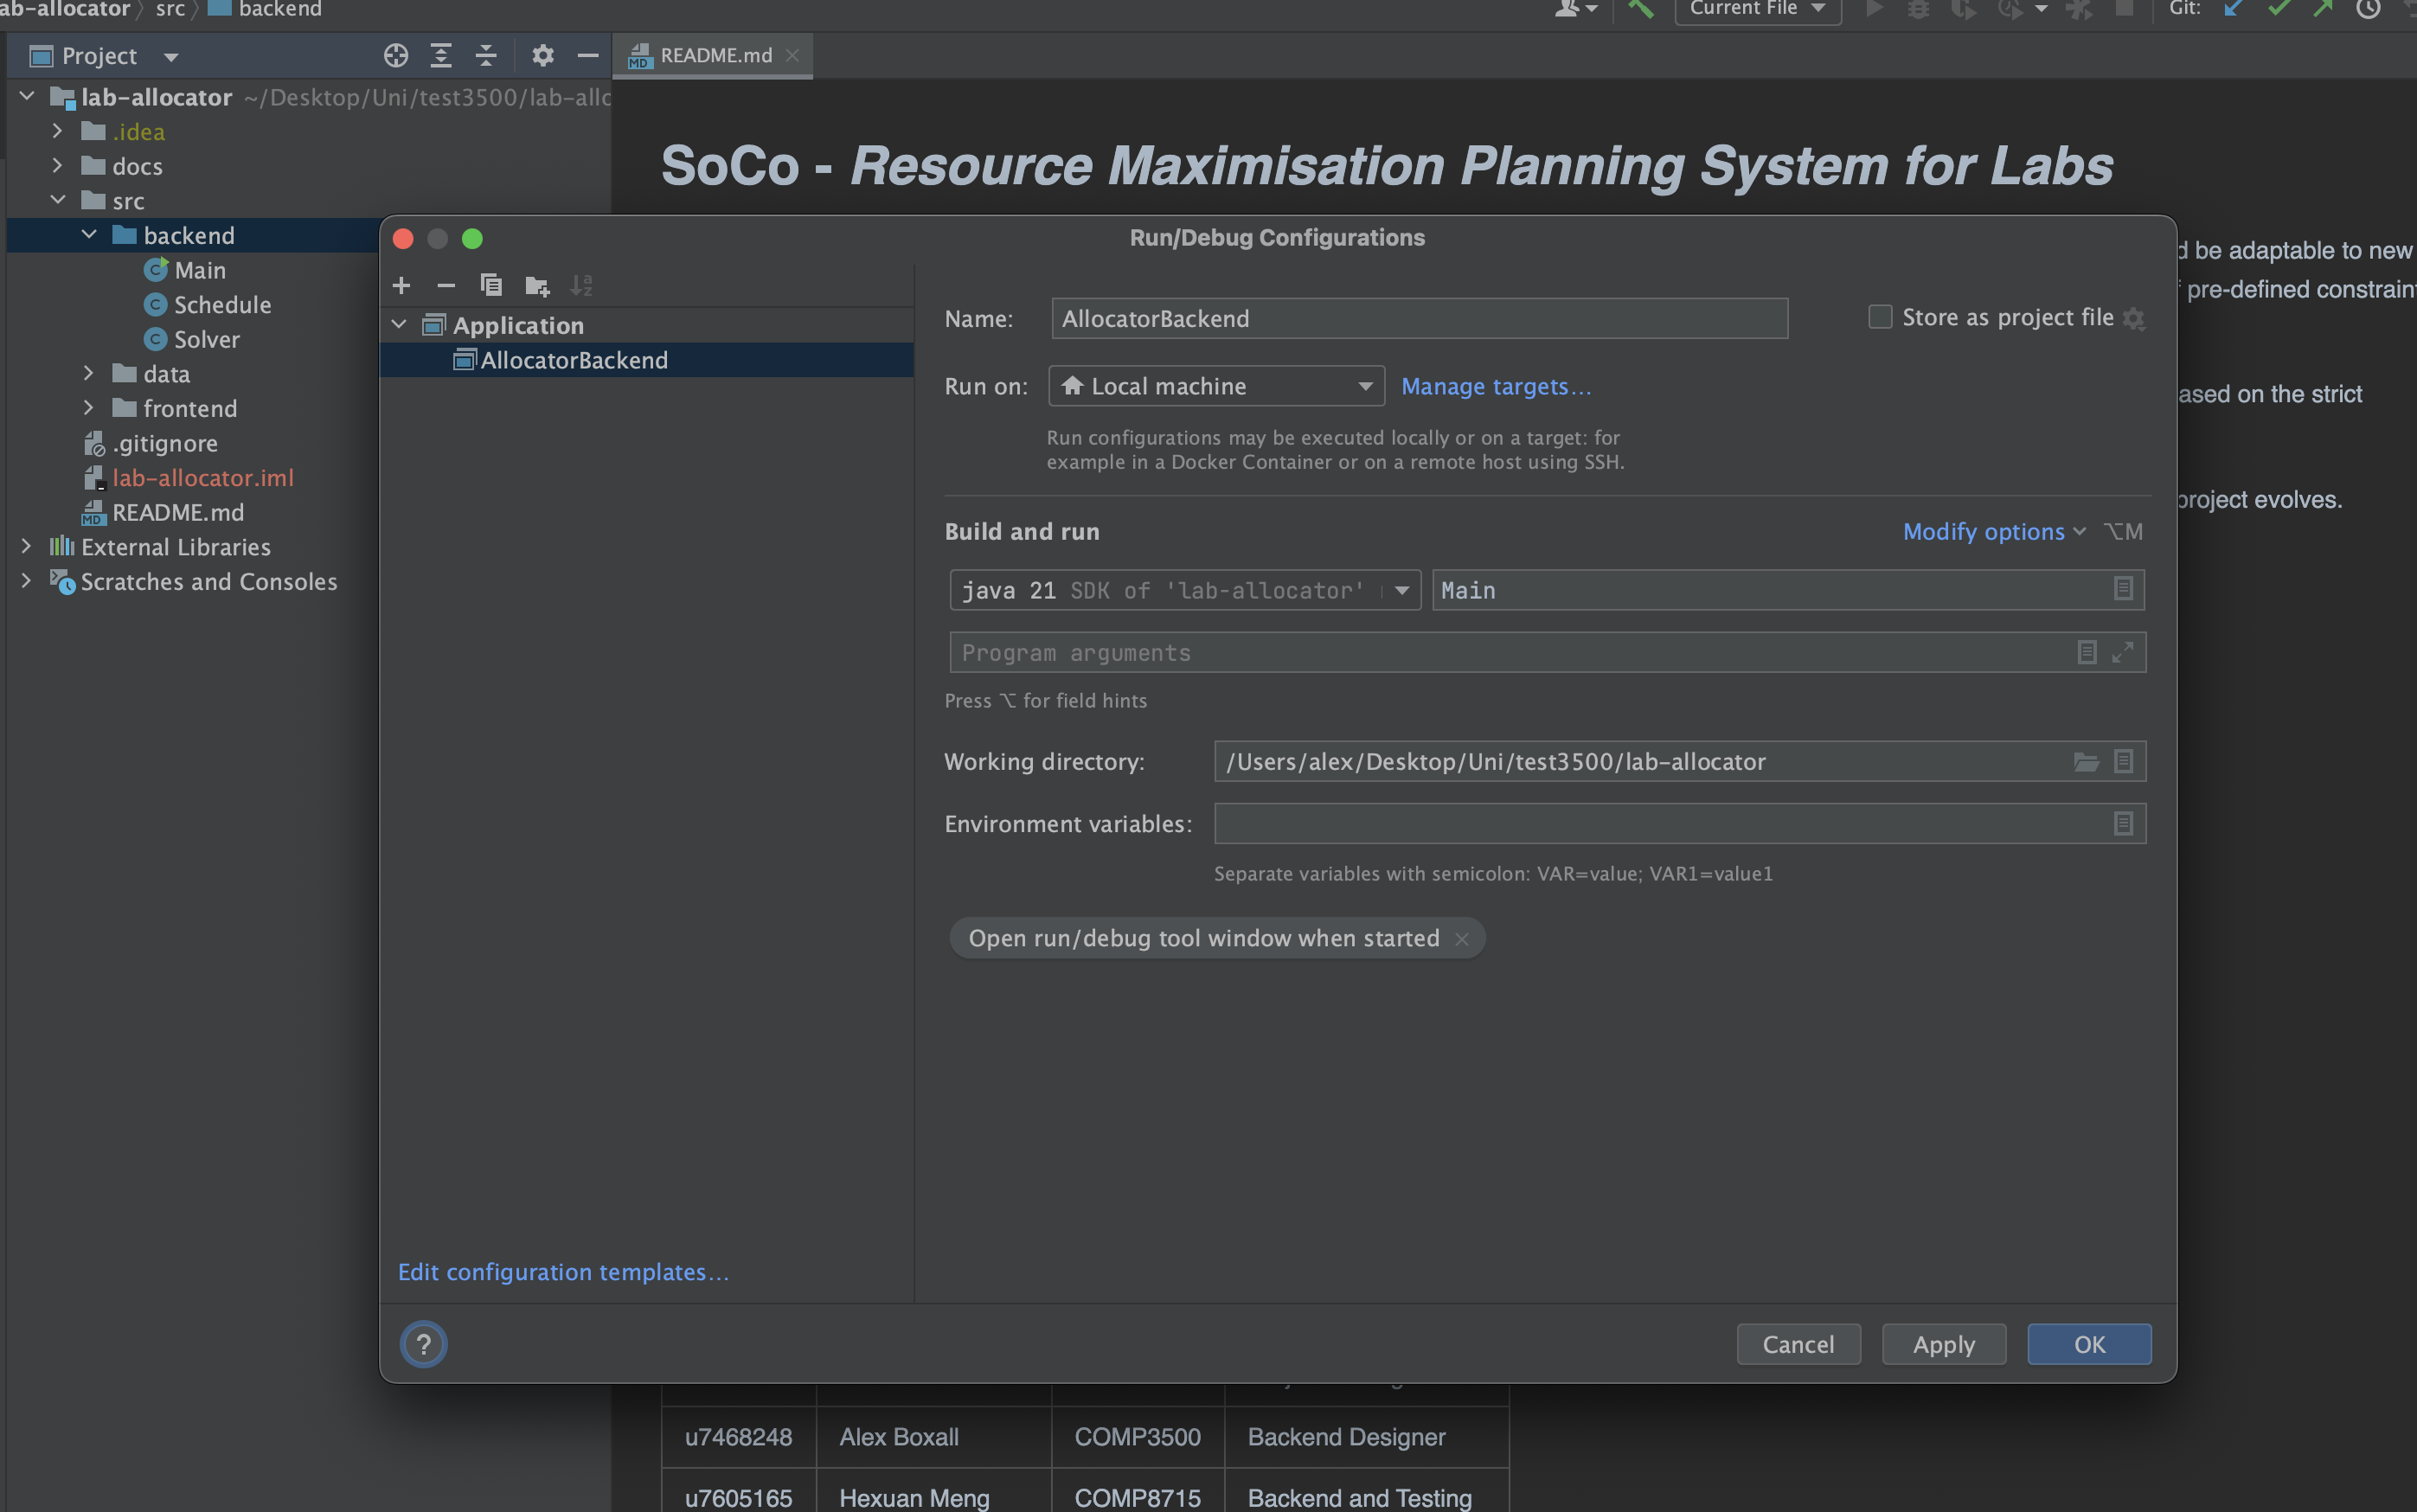 ab-allocator › src › backend
Current File
Git:
Project
README.md
lab-allocator ~/Desktop/Uni/test3500/lab-allo
.idea
docs
src
backend
Main
Schedule
Solver
data
frontend
.gitignore
lab-allocator.iml
README.md
External Libraries
Scratches and Consoles
SoCo - Resource Maximisation Planning System for Labs
d be adaptable to new
pre-defined constraint
ased on the strict
project evolves.
Run/Debug Configurations
Application
AllocatorBackend
Edit configuration templates...
Name: AllocatorBackend
Store as project file
Run on: Local machine Manage targets...
Run configurations may be executed locally or on a target: for
example in a Docker Container or on a remote host using SSH.
Build and run
Modify options ⌥M
java 21 SDK of 'lab-allocator' Main
Program arguments
Press ⌥ for field hints
Working directory: /Users/alex/Desktop/Uni/test3500/lab-allocator
Environment variables:
Separate variables with semicolon: VAR=value; VAR1=value1
Open run/debug tool window when started
?
Cancel
Apply
OK
u7468248 Alex Boxall COMP3500 Backend Designer
u7605165 Hexuan Meng COMP8715 Backend and Testing